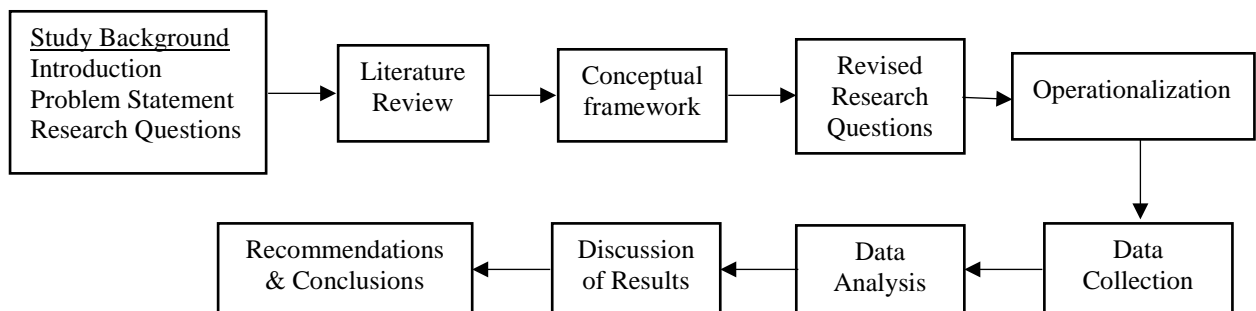 Study Background
Introduction
Problem Statement
Research Questions
Literature
Review
Conceptual
framework
Revised
Research
Questions
Operationalization
Data
Collection
Data
Analysis
Discussion
of Results
Recommendations
& Conclusions